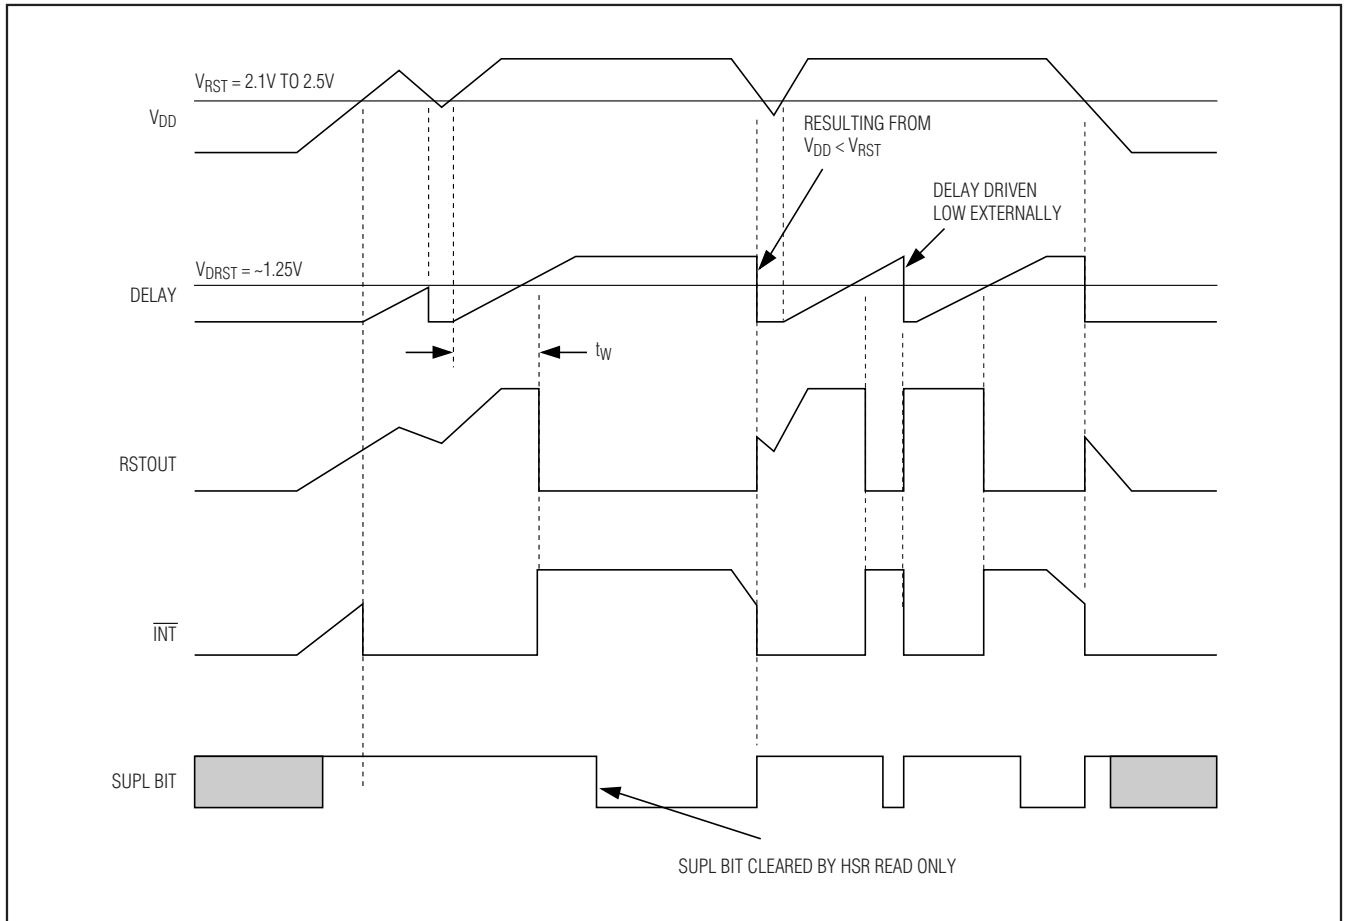 V_RST = 2.1V TO 2.5V
V_DD
RESULTING FROM
V_DD < V_RST
DELAY DRIVEN
LOW EXTERNALLY
V_DRST = ~1.25V
DELAY
t_W
RSTOUT
INT
SUPL BIT
SUPL BIT CLEARED BY HSR READ ONLY